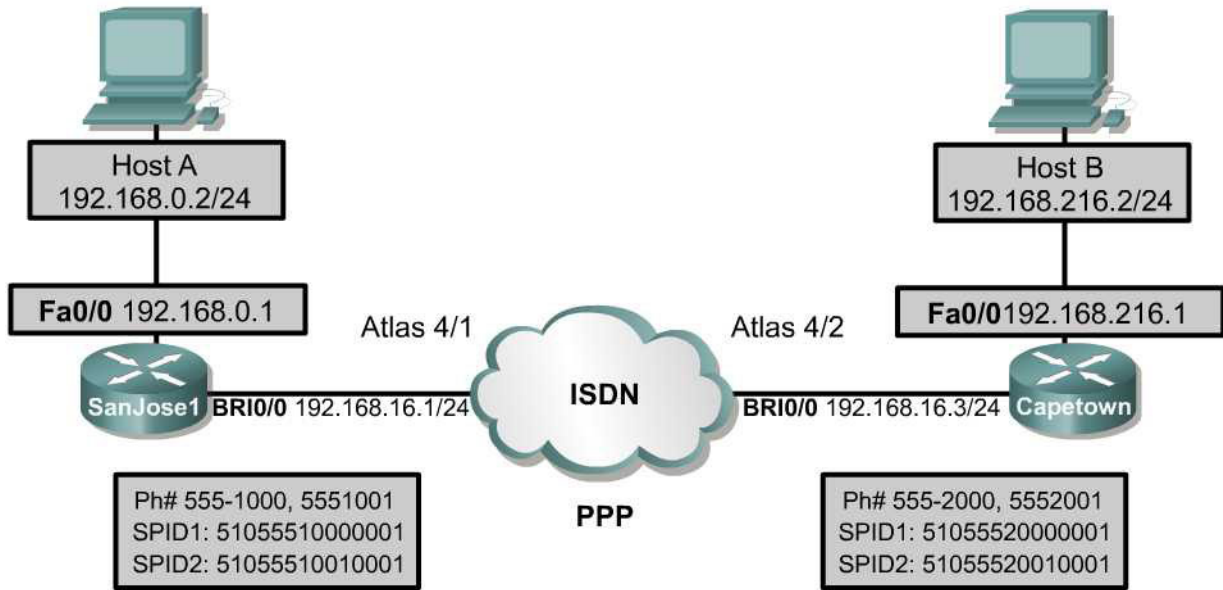 Host A
192.168.0.2/24
Host B
192.168.216.2/24
Fa0/0 192.168.0.1
Fa0/0192.168.216.1
Atlas 4/1
Atlas 4/2
SanJose1
BRI0/0 192.168.16.1/24
ISDN
BRI0/0 192.168.16.3/24
Capetown
PPP
Ph# 555-1000, 5551001
SPID1: 51055510000001
SPID2: 51055510010001
Ph# 555-2000, 5552001
SPID1: 51055520000001
SPID2: 51055520010001